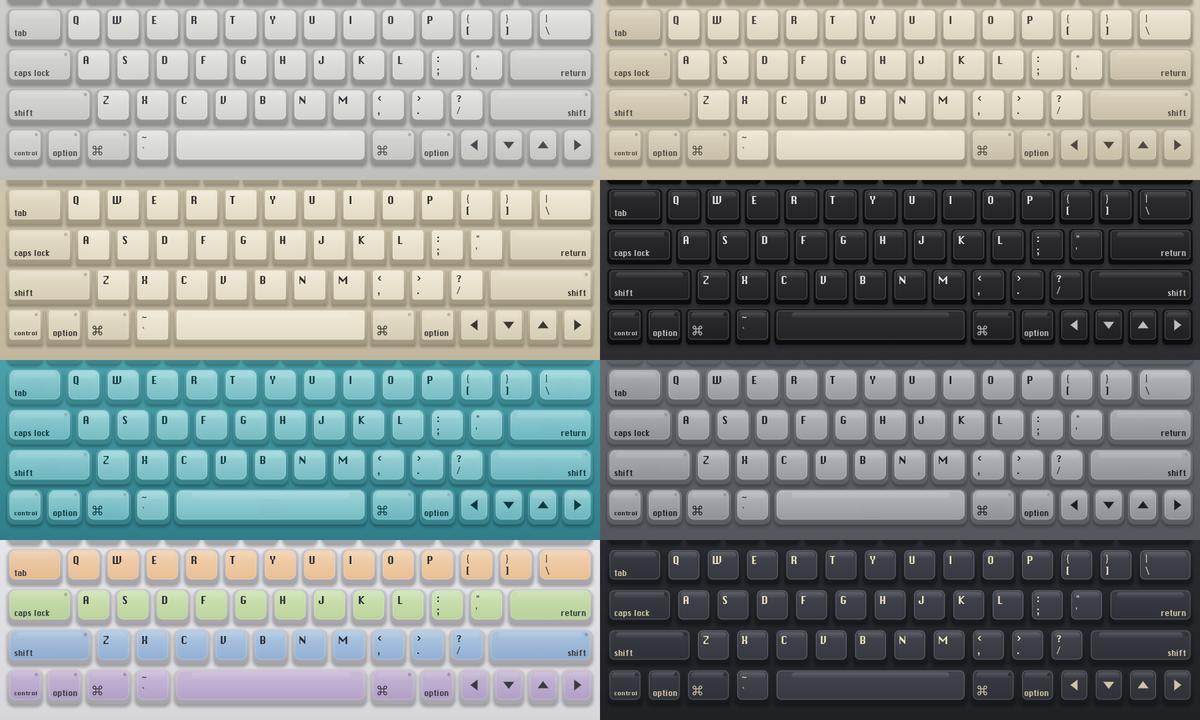 tab Q W E R T Y U I O P { [ } ] | \
caps lock A S D F G H J K L : ; " ' return
shift Z X C V B N M < , > . ? / shift
control option ⌘ ~ ` ⌘ option ◀ ▼ ▲ ▶
tab Q W E R T Y U I O P { [ } ] | \
caps lock A S D F G H J K L : ; " ' return
shift Z X C V B N M < , > . ? / shift
control option ⌘ ~ ` ⌘ option ◀ ▼ ▲ ▶
tab Q W E R T Y U I O P { [ } ] | \
caps lock A S D F G H J K L : ; " ' return
shift Z X C V B N M < , > . ? / shift
control option ⌘ ~ ` ⌘ option ◀ ▼ ▲ ▶
tab Q W E R T Y U I O P { [ } ] | \
caps lock A S D F G H J K L : ; " ' return
shift Z X C V B N M < , > . ? / shift
control option ⌘ ~ ` ⌘ option ◀ ▼ ▲ ▶
tab Q W E R T Y U I O P { [ } ] | \
caps lock A S D F G H J K L : ; " ' return
shift Z X C V B N M < , > . ? / shift
control option ⌘ ~ ` ⌘ option ◀ ▼ ▲ ▶
tab Q W E R T Y U I O P { [ } ] | \
caps lock A S D F G H J K L : ; " ' return
shift Z X C V B N M < , > . ? / shift
control option ⌘ ~ ` ⌘ option ◀ ▼ ▲ ▶
tab Q W E R T Y U I O P { [ } ] | \
caps lock A S D F G H J K L : ; " ' return
shift Z X C V B N M < , > . ? / shift
control option ⌘ ~ ` ⌘ option ◀ ▼ ▲ ▶
tab Q W E R T Y U I O P { [ } ] | \
caps lock A S D F G H J K L : ; " ' return
shift Z X C V B N M < , > . ? / shift
control option ⌘ ~ ` ⌘ option ◀ ▼ ▲ ▶